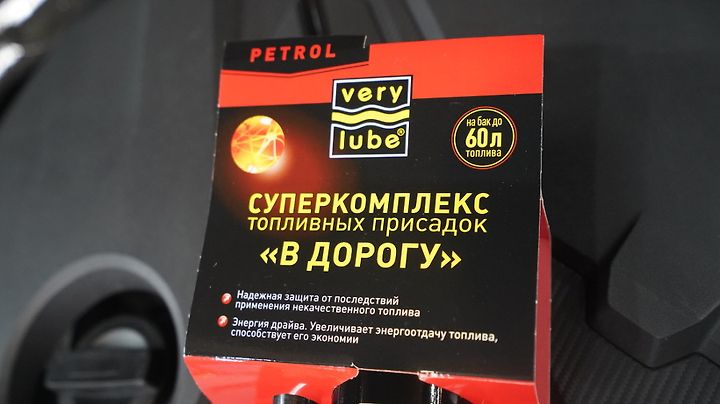 PETROL
very
lube®
на бак до
60л
топлива
СУПЕРКОМПЛЕКС
ТОПЛИВНЫХ ПРИСАДОК
«В ДОРОГУ»
Надежная защита от последствий
применения некачественного топлива
Энергия драйва. Увеличивает энергоотдачу топлива,
способствует его экономии